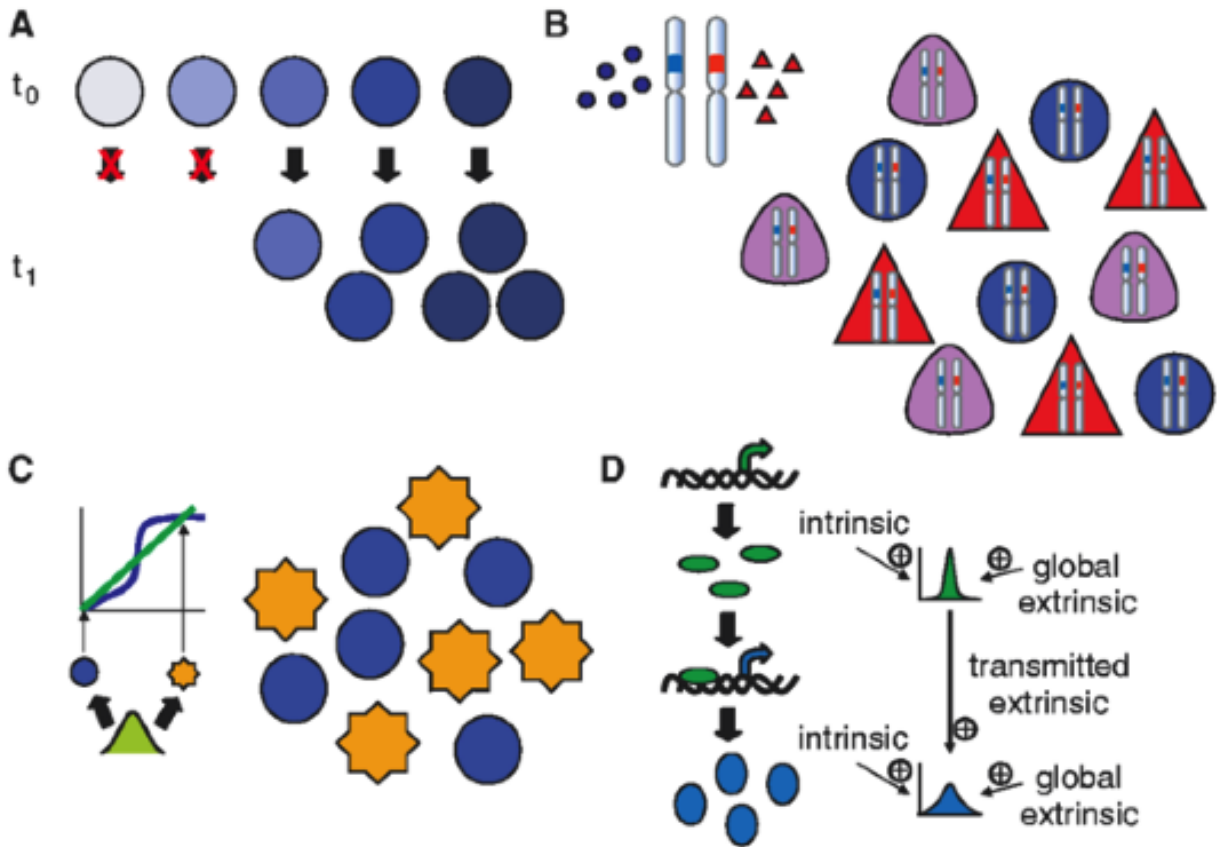 A
t0
t1
B
C
D
intrinsic
global
extrinsic
transmitted
extrinsic
intrinsic
global
extrinsic